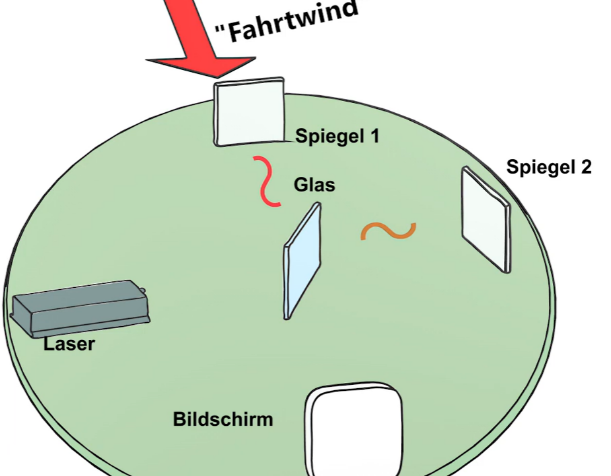 "Fahrtwind
Spiegel 1
Spiegel 2
Glas
Laser
Bildschirm